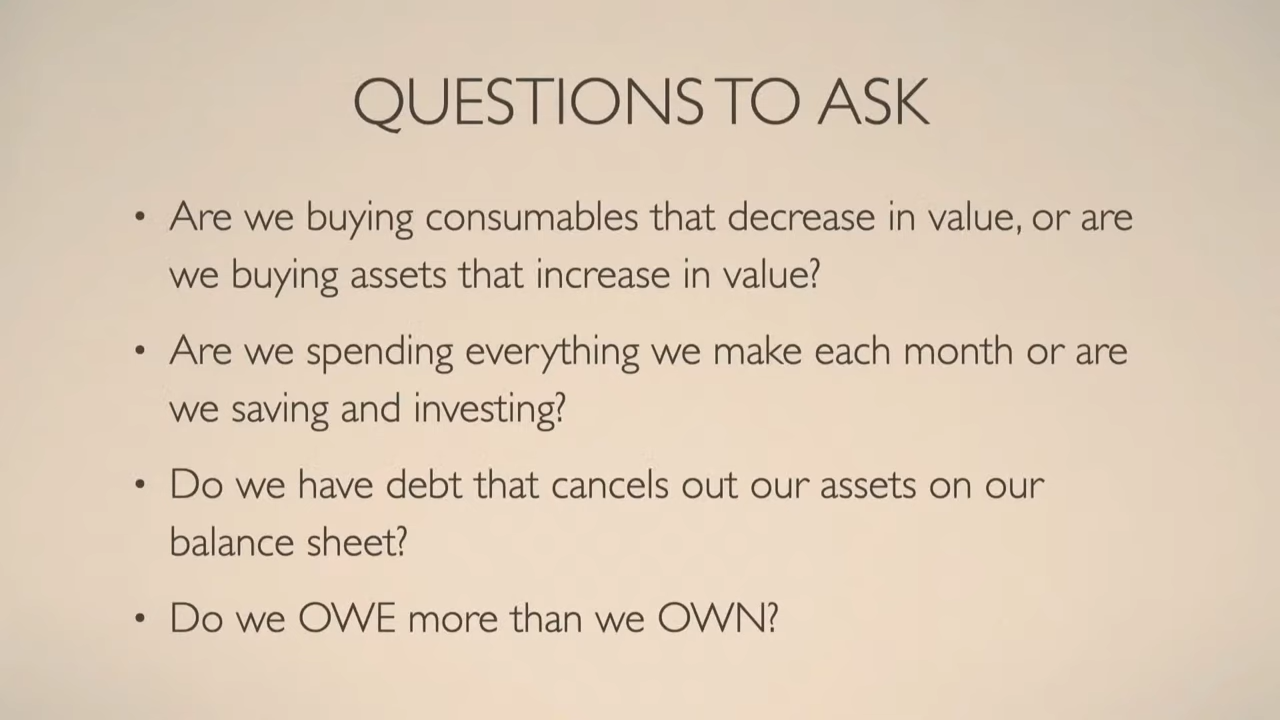 QUESTIONS TO ASK
• Are we buying consumables that decrease in value, or are
we buying assets that increase in value?
• Are we spending everything we make each month or are
we saving and investing?
• Do we have debt that cancels out our assets on our
balance sheet?
• Do we OWE more than we OWN?